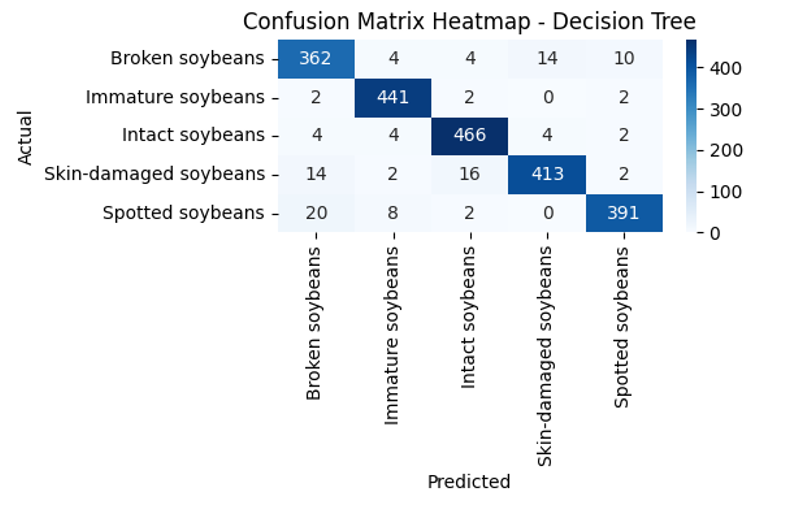 Confusion Matrix Heatmap - Decision Tree
Actual
Broken soybeans 362 4 4 14 10
Immature soybeans 2 441 2 0 2
Intact soybeans 4 4 466 4 2
Skin-damaged soybeans 14 2 16 413 2
Spotted soybeans 20 8 2 0 391
400
300
200
100
0
Broken soybeans
Immature soybeans
Intact soybeans
Skin-damaged soybeans
Spotted soybeans
Predicted